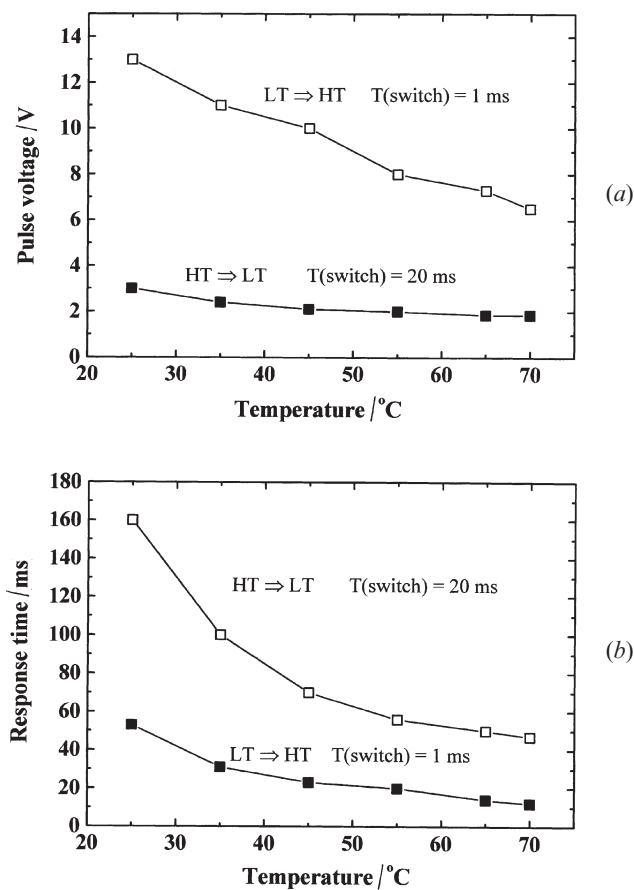 14
12
10
8
6
4
2
0
Pulse voltage /V
LT ⇒ HT T(switch) = 1 ms
HT ⇒ LT T(switch) = 20 ms
20 30 40 50 60 70
Temperature /°C
(a)
180
160
140
120
100
80
60
40
20
0
Response time /ms
HT ⇒ LT T(switch) = 20 ms
LT ⇒ HT T(switch) = 1 ms
20 30 40 50 60 70
Temperature /°C
(b)